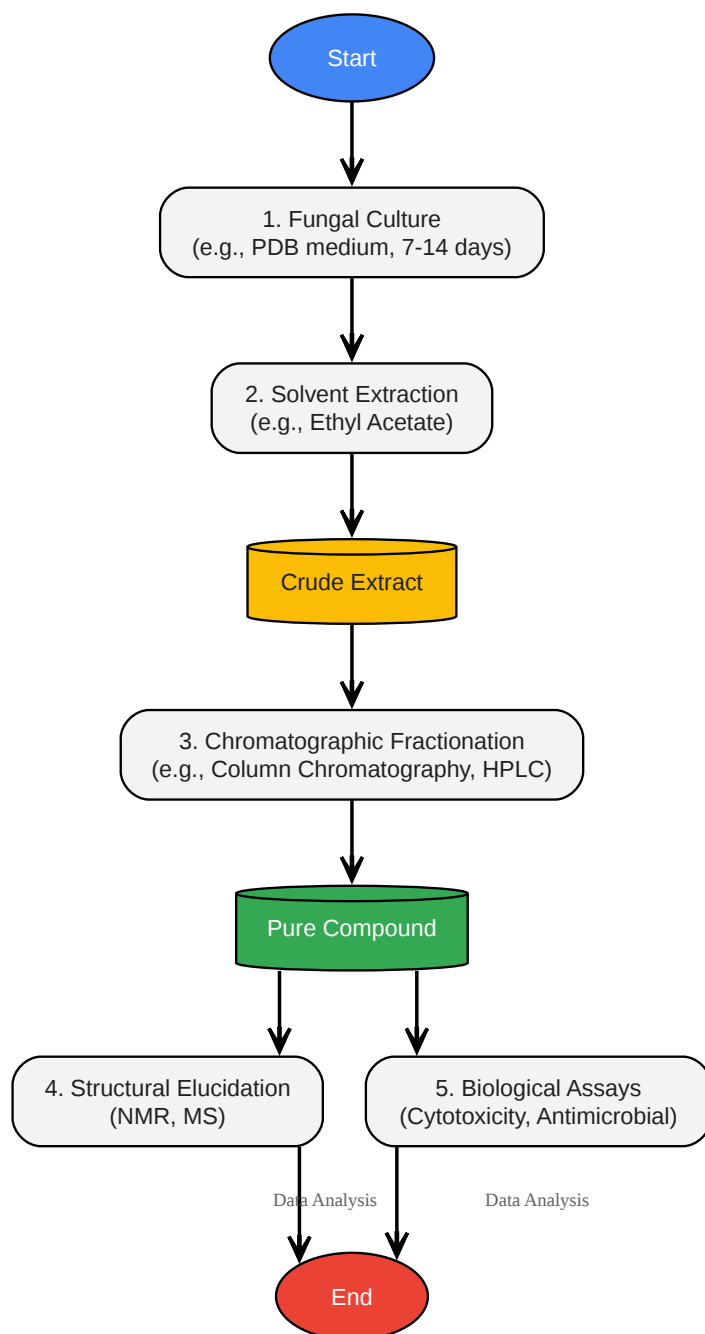 Start
1. Fungal Culture
(e.g., PDB medium, 7-14 days)
2. Solvent Extraction
(e.g., Ethyl Acetate)
Crude Extract
3. Chromatographic Fractionation
(e.g., Column Chromatography, HPLC)
Pure Compound
4. Structural Elucidation
(NMR, MS)
5. Biological Assays
(Cytotoxicity, Antimicrobial)
Data Analysis
Data Analysis
End